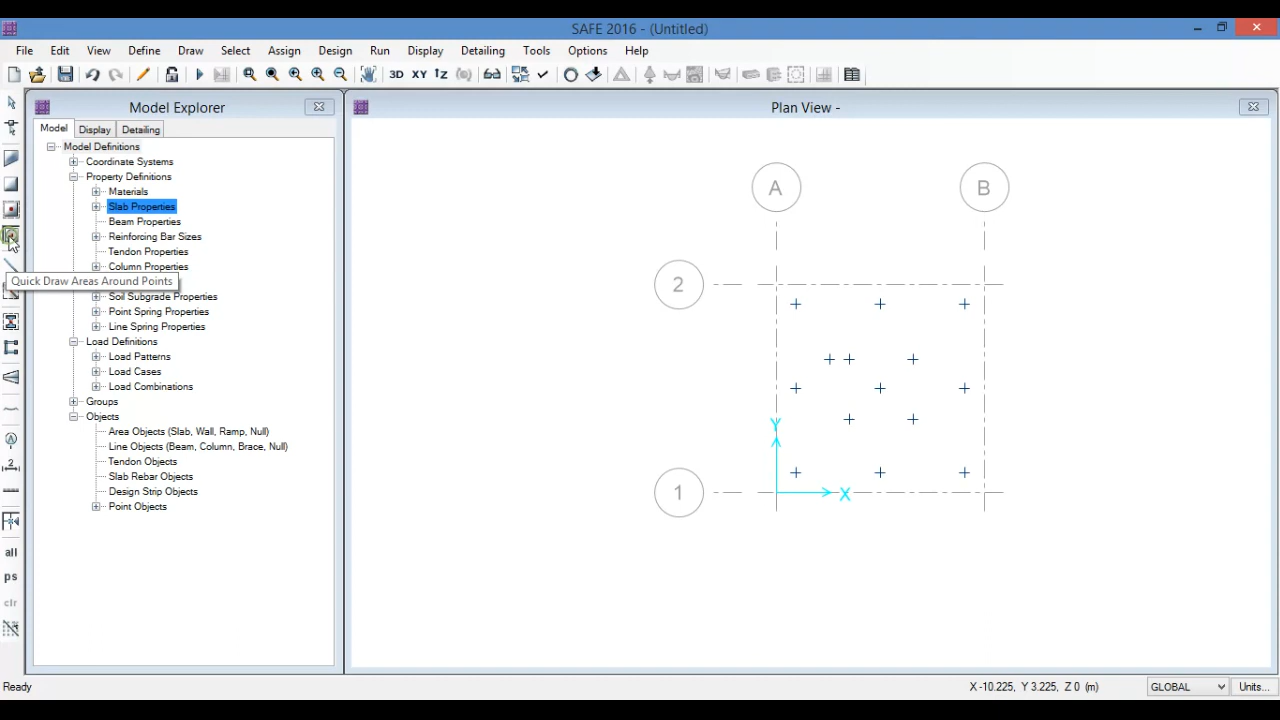 SAFE 2016 - (Untitled)
File Edit View Define Draw Select Assign Design Run Display Detailing Tools Options Help
3D XY
Model Explorer
Plan View -
Model Display Detailing
Model Definitions
Coordinate Systems
Property Definitions
Materials
Slab Properties
Beam Properties
Reinforcing Bar Sizes
Tendon Properties
Column Properties
Quick Draw Areas Around Points
Soil Subgrade Properties
Point Spring Properties
Line Spring Properties
Load Definitions
Load Patterns
Load Cases
Load Combinations
Groups
Objects
Area Objects (Slab, Wall, Ramp, Null)
Line Objects (Beam, Column, Brace, Null)
Tendon Objects
Slab Rebar Objects
Design Strip Objects
Point Objects
all
ps
clr
A B
2
Y
1 X
Ready
X -10.225, Y 3.225, Z 0 (m)
GLOBAL
Units...